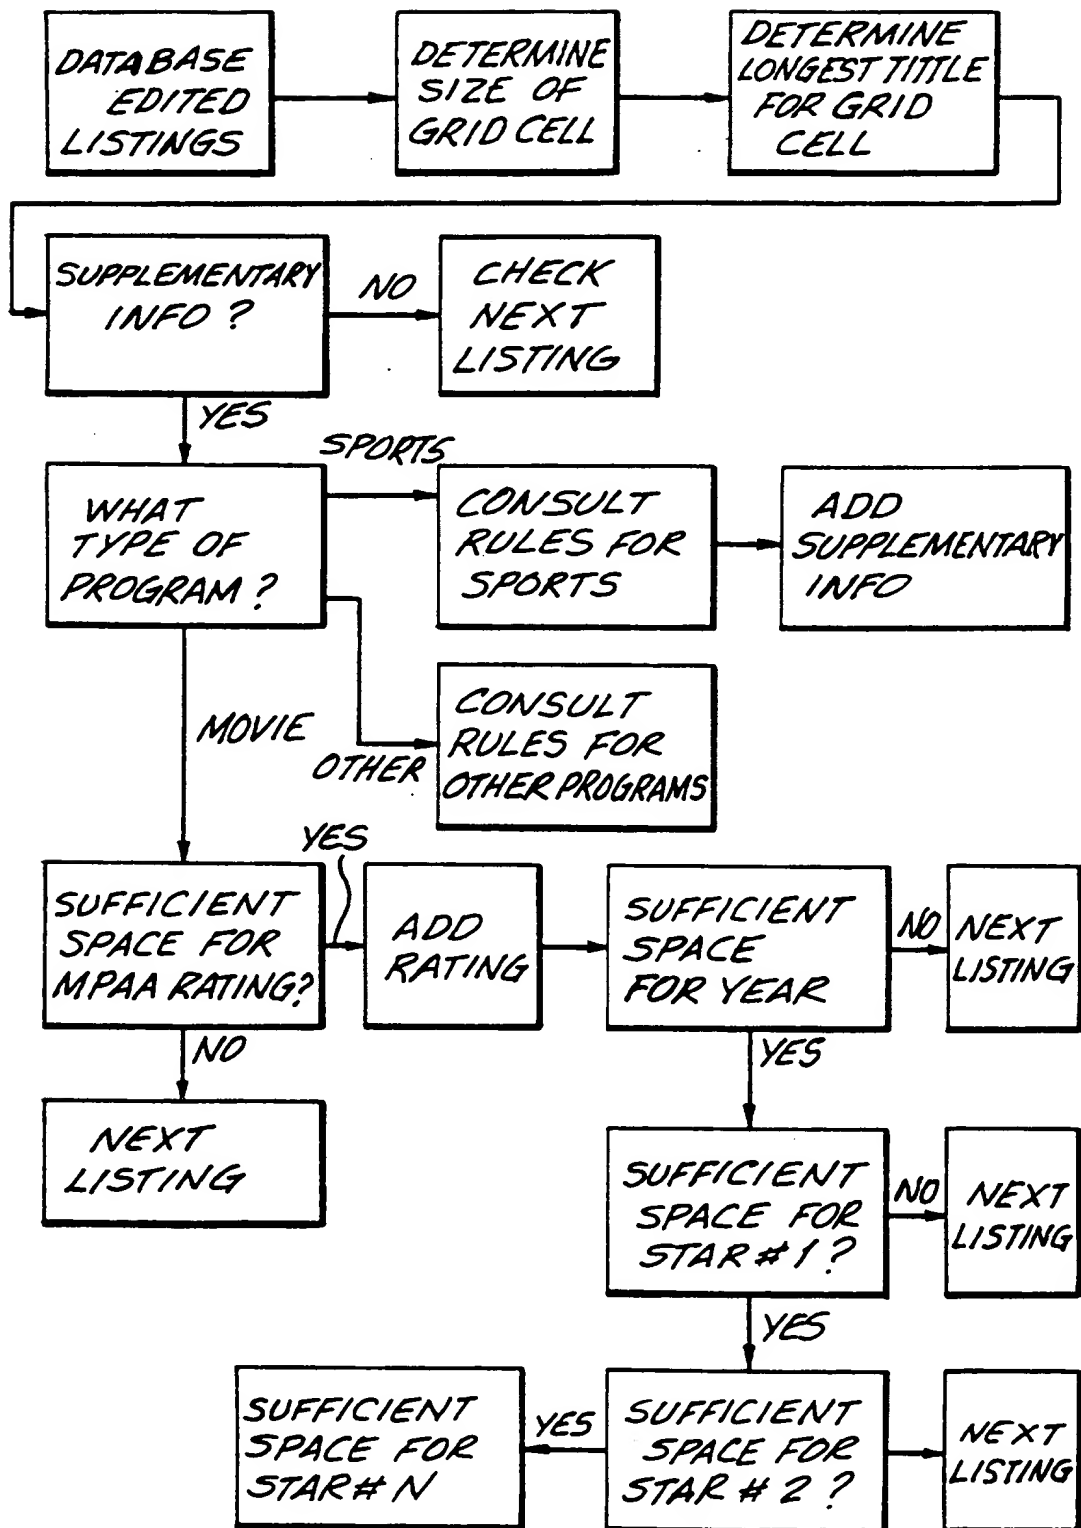 DATABASE
EDITED
LISTINGS
DETERMINE
SIZE OF
GRID CELL
DETERMINE
LONGEST TITTLE
FOR GRID
CELL
SUPPLEMENTARY
INFO ?
NO
CHECK
NEXT
LISTING
YES
WHAT
TYPE OF
PROGRAM ?
SPORTS
CONSULT
RULES FOR
SPORTS
ADD
SUPPLEMENTARY
INFO
OTHER
CONSULT
RULES FOR
OTHER PROGRAMS
MOVIE
SUFFICIENT
SPACE FOR
MPAA RATING?
YES
ADD
RATING
SUFFICIENT
SPACE
FOR YEAR
NO
NEXT
LISTING
NO
NEXT
LISTING
YES
SUFFICIENT
SPACE FOR
STAR #1 ?
NO
NEXT
LISTING
YES
SUFFICIENT
SPACE FOR
STAR #2 ?
NEXT
LISTING
YES
SUFFICIENT
SPACE FOR
STAR# N